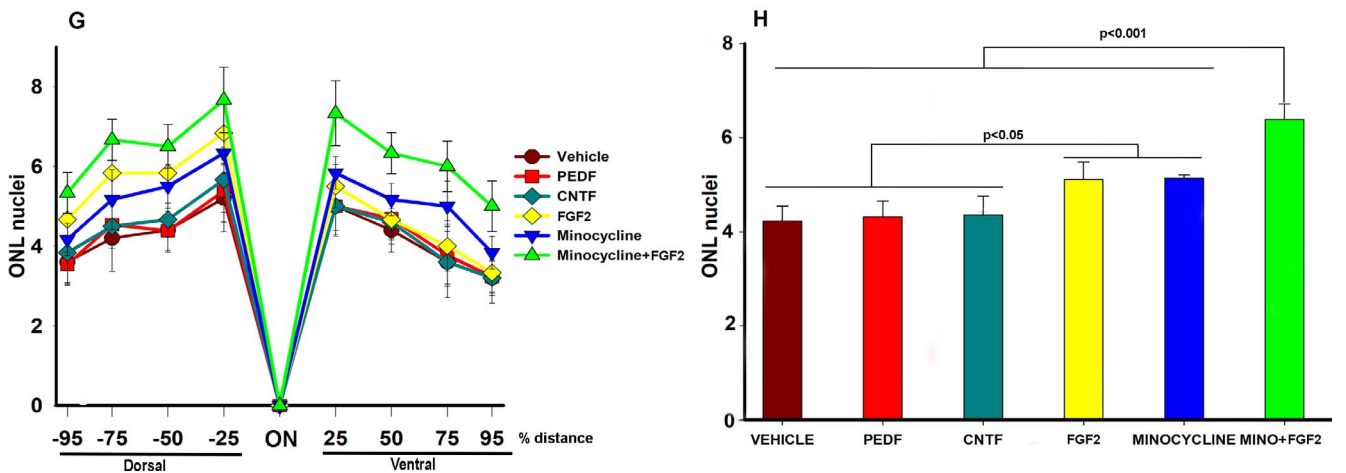 G
ONL nuclei
8
6
4
2
0
-95 -75 -50 -25 ON 25 50 75 95 % distance
Dorsal Ventral
Vehicle
PEDF
CNTF
FGF2
Minocycline
Minocycline+FGF2
H
ONL nuclei
8
6
4
2
0
p<0.001
p<0.05
VEHICLE PEDF CNTF FGF2 MINOCYCLINE MINO+FGF2